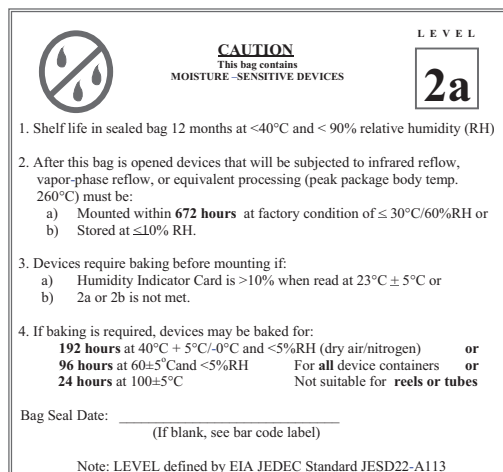 LEVEL
CAUTION
This bag contains
MOISTURE –SENSITIVE DEVICES
2a
1. Shelf life in sealed bag 12 months at <40°C and < 90% relative humidity (RH)
2. After this bag is opened devices that will be subjected to infrared reflow,
vapor-phase reflow, or equivalent processing (peak package body temp.
260°C) must be:
a) Mounted within 672 hours at factory condition of ≤ 30°C/60%RH or
b) Stored at ≤10% RH.
3. Devices require baking before mounting if:
a) Humidity Indicator Card is >10% when read at 23°C ± 5°C or
b) 2a or 2b is not met.
4. If baking is required, devices may be baked for:
192 hours at 40°C + 5°C/-0°C and <5%RH (dry air/nitrogen) or
96 hours at 60±5°Cand <5%RH For all device containers or
24 hours at 100±5°C Not suitable for reels or tubes
Bag Seal Date: ______________________________
(If blank, see bar code label)
Note: LEVEL defined by EIA JEDEC Standard JESD22-A113